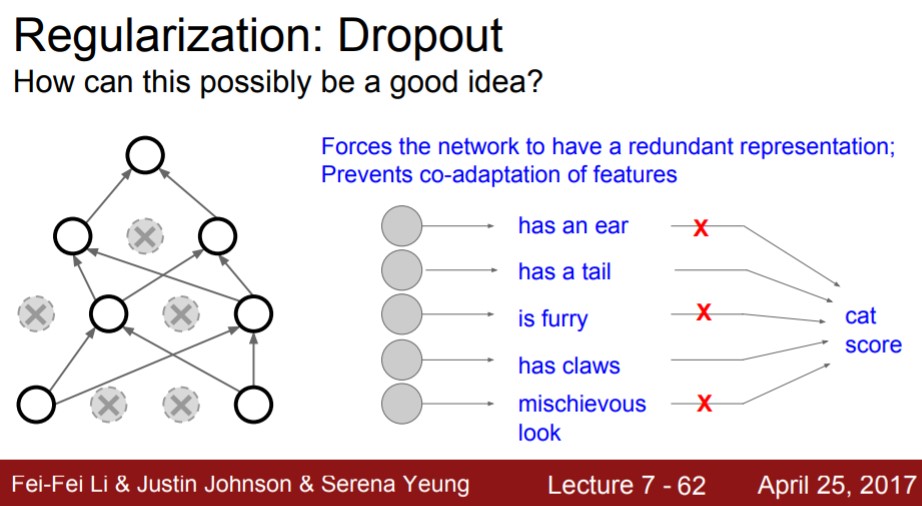 Regularization: Dropout
How can this possibly be a good idea?
Forces the network to have a redundant representation;
Prevents co-adaptation of features
has an ear
X
has a tail
is furry
X
cat
score
has claws
mischievous
look
X
Fei-Fei Li & Justin Johnson & Serena Yeung
Lecture 7 - 62
April 25, 2017